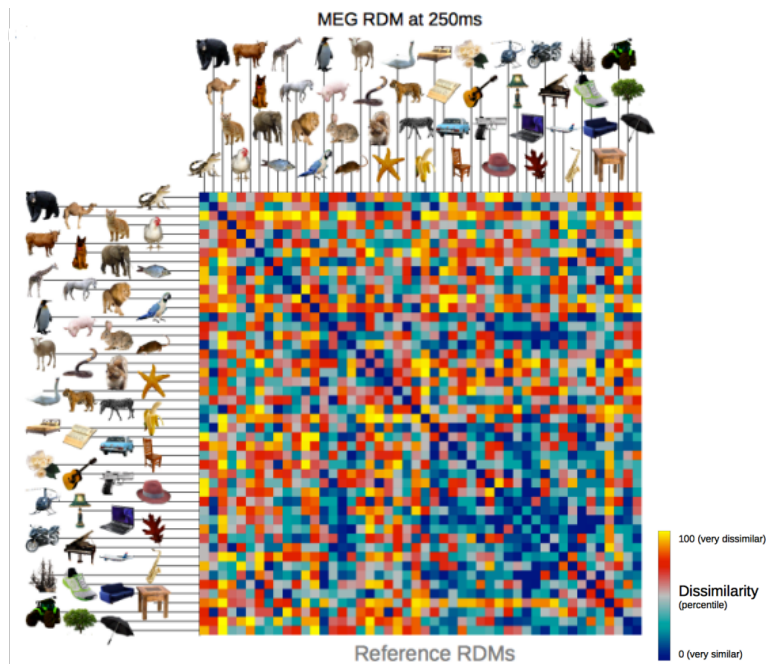 MEG RDM at 250ms
100 (very dissimilar)
Dissimilarity
(percentile)
0 (very similar)
Reference RDMs